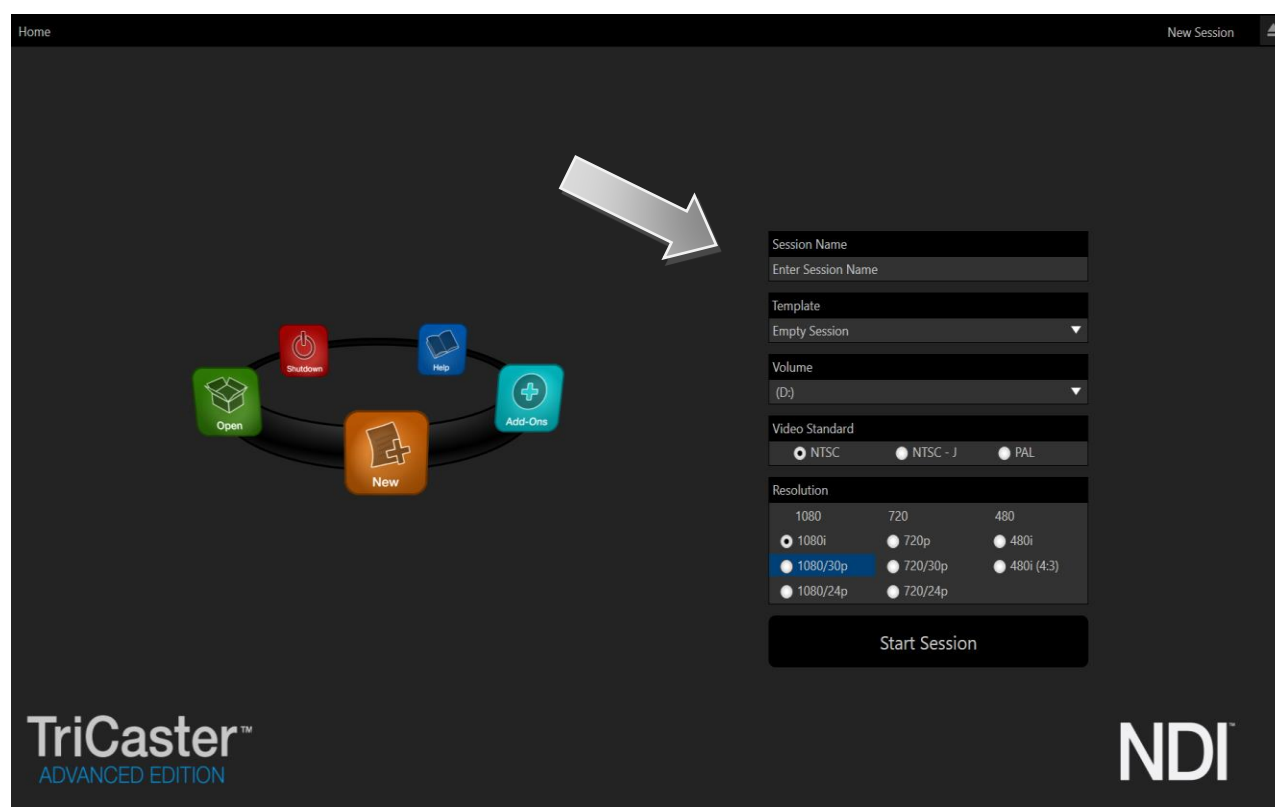 Home New Session
Session Name
Enter Session Name
Template
Empty Session
Volume
(D:)
Video Standard
NTSC NTSC - J PAL
Resolution
1080 720 480
1080i 720p 480i
1080/30p 720/30p 480i (4:3)
1080/24p 720/24p
Start Session
Shutdown
Help
Open
Add-Ons
New
TriCaster™
ADVANCED EDITION
NDI™